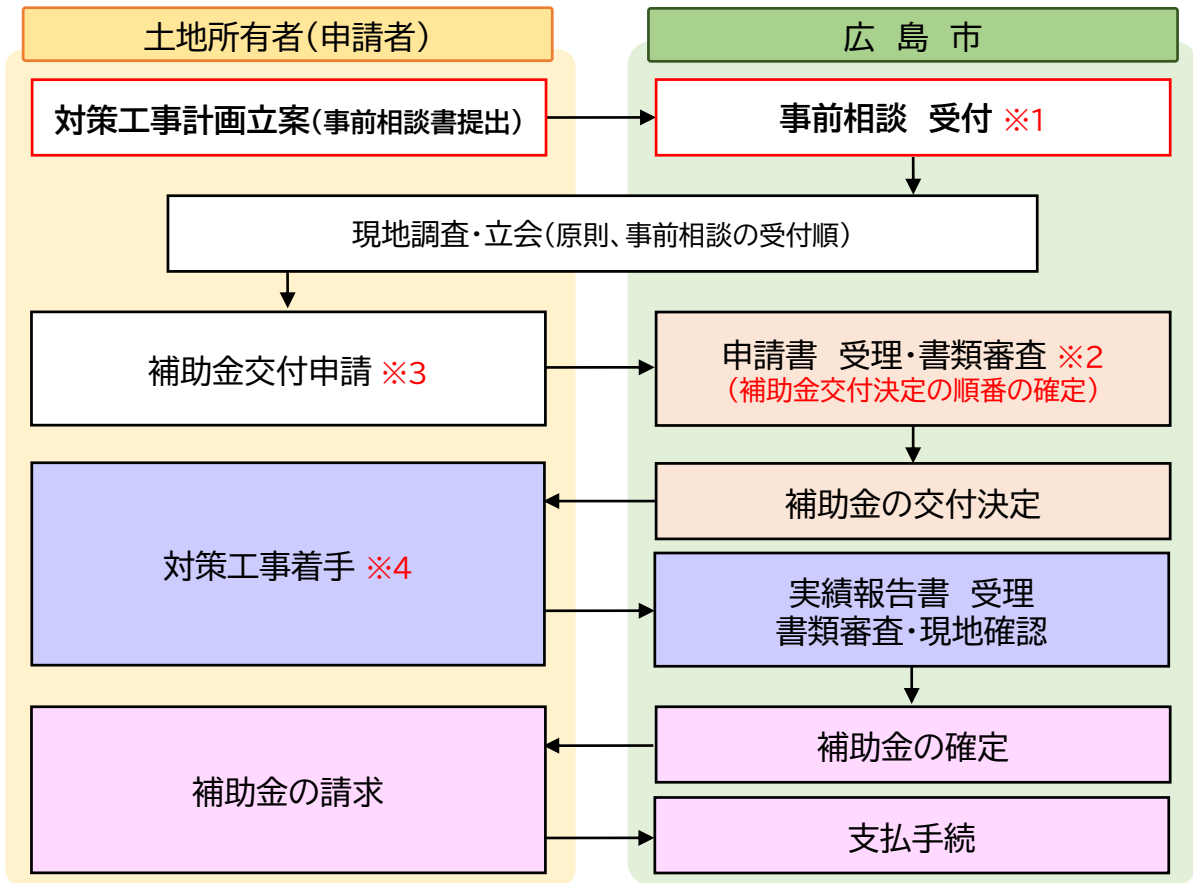 土地所有者(申請者)
広 島 市
対策工事計画立案(事前相談書提出)
事前相談 受付 ※1
現地調査・立会(原則、事前相談の受付順)
補助金交付申請 ※3
申請書 受理・書類審査 ※2
(補助金交付決定の順番の確定)
補助金の交付決定
対策工事着手 ※4
実績報告書 受理
書類審査・現地確認
補助金の確定
補助金の請求
支払手続